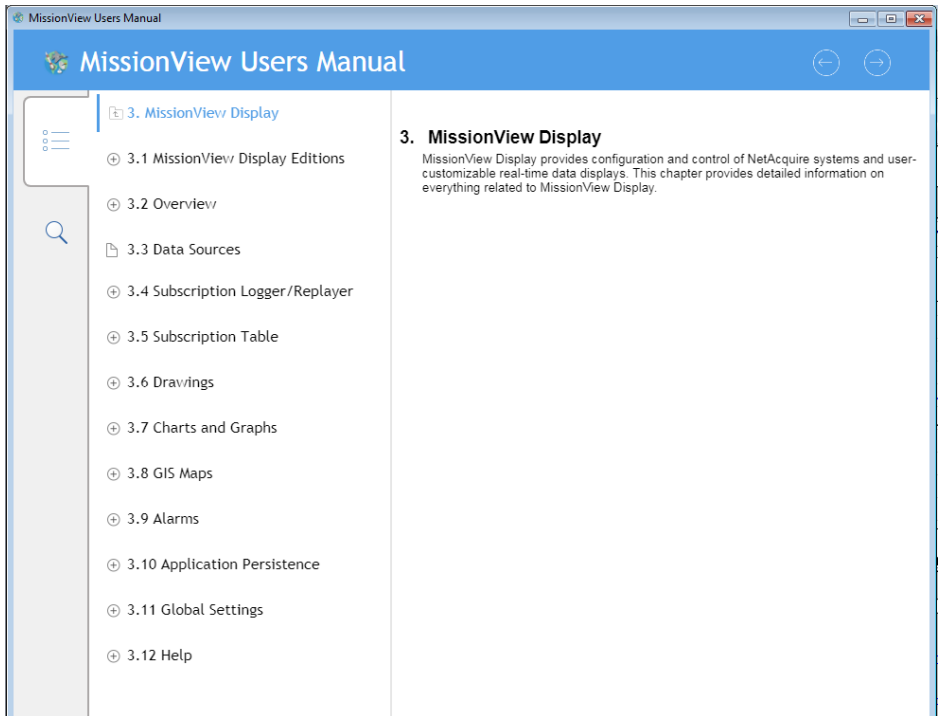 MissionView Users Manual
MissionView Users Manual
3. MissionView Display
3.1 MissionView Display Editions
3.2 Overview
3.3 Data Sources
3.4 Subscription Logger/Replayer
3.5 Subscription Table
3.6 Drawings
3.7 Charts and Graphs
3.8 GIS Maps
3.9 Alarms
3.10 Application Persistence
3.11 Global Settings
3.12 Help
3. MissionView Display
MissionView Display provides configuration and control of NetAcquire systems and user-
customizable real-time data displays. This chapter provides detailed information on
everything related to MissionView Display.